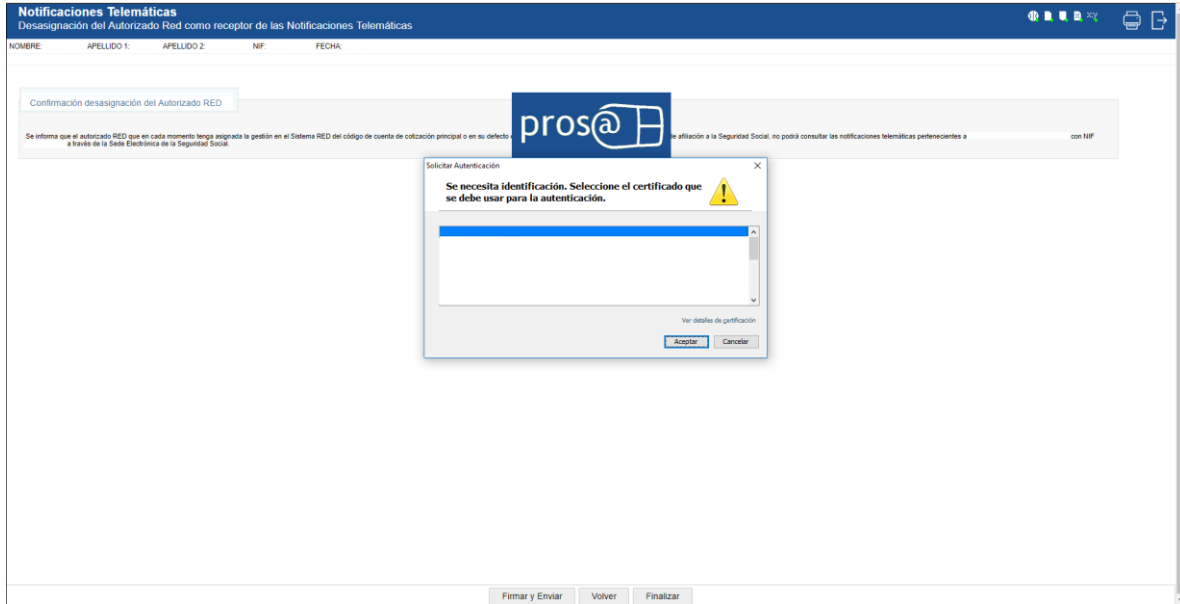 Notificaciones Telemáticas
Desasignación del Autorizado Red como receptor de las Notificaciones Telemáticas
NOMBRE: APELLIDO 1: APELLIDO 2: NIF: FECHA:
Confirmación desasignación del Autorizado RED
pros@
Se informa que el autorizado RED que en cada momento tenga asignada la gestión en el Sistema RED del código de cuenta de cotización principal o en su defecto de afiliación a la Seguridad Social, no podrá consultar las notificaciones telemáticas pertenecientes a con NIF
a través de la Sede Electrónica de la Seguridad Social.
Solicitar Autenticación
Se necesita identificación. Seleccione el certificado que
se debe usar para la autenticación.
Ver detalles de certificación
Aceptar Cancelar
Firmar y Enviar Volver Finalizar